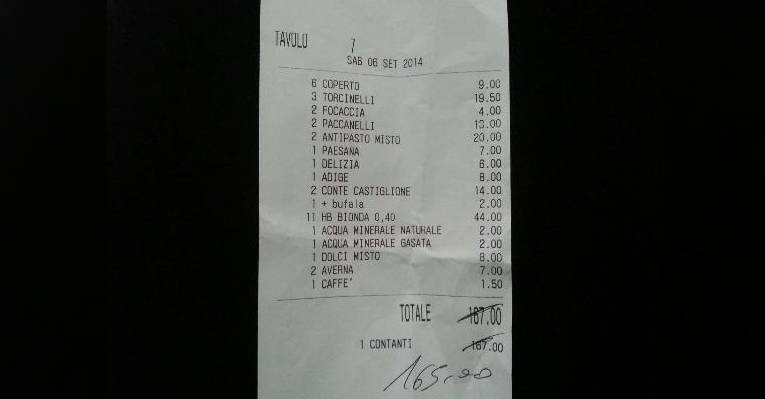 TAVOLO 7
SAB 06 SET 2014
6 COPERTO 9.00
3 TORCINELLI 19.50
2 FOCACCIA 4.00
2 PACCANELLI 13.00
2 ANTIPASTO MISTO 20.00
1 PAESANA 7.00
1 DELIZIA 6.00
1 ADIGE 8.00
2 CONTE CASTIGLIONE 14.00
1 + bufala 2.00
11 HB BIONDA 0,40 44.00
1 ACQUA MINERALE NATURALE 2.00
1 ACQUA MINERALE GASATA 2.00
1 DOLCI MISTO 8.00
2 AVERNA 7.00
1 CAFFE' 1.50
TOTALE 167.00
1 CONTANTI 167.00
165,00